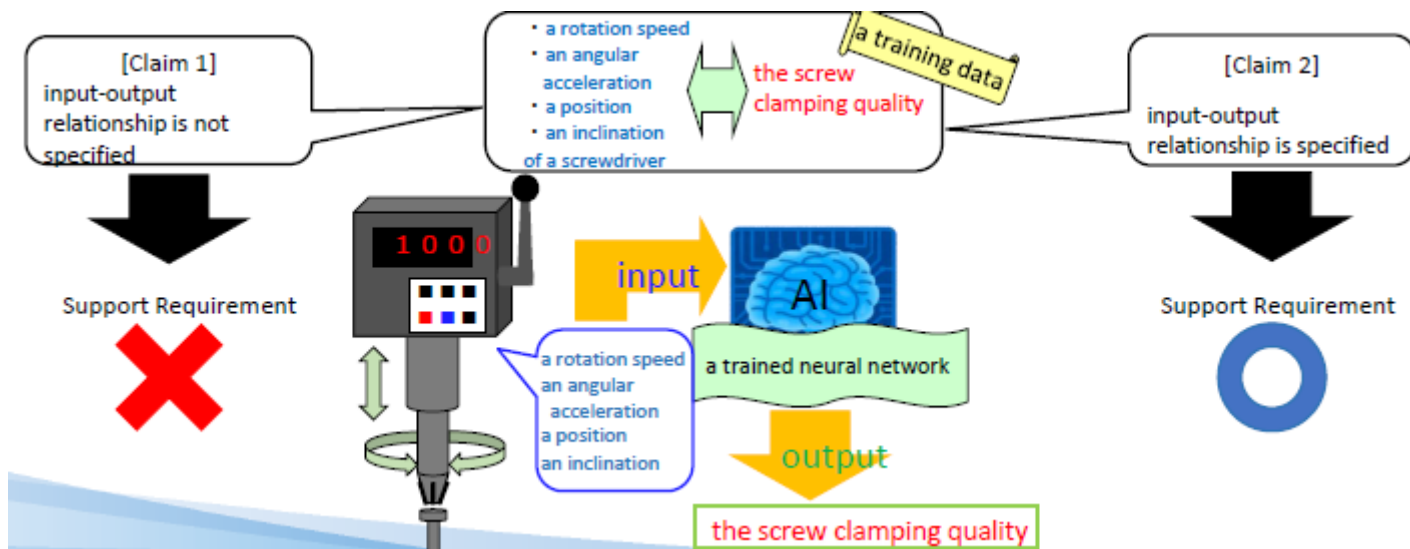 [Claim 1]
input-output
relationship is not
specified
・a rotation speed
・an angular
acceleration
・a position
・an inclination
of a screwdriver
the screw
clamping quality
a training data
[Claim 2]
input-output
relationship is specified
Support Requirement
1000
input
AI
a trained neural network
a rotation speed
an angular
acceleration
a position
an inclination
output
the screw clamping quality
Support Requirement